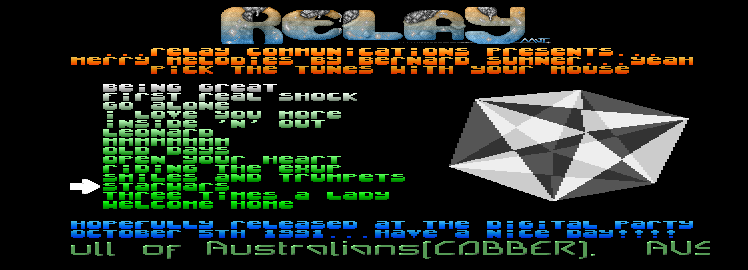 RELAY
...RELAY COMMUNICATIONS PRESENTS...
MERRY MELODIES BY BERNARD SUMNER...YEAH
PICK THE TUNES WITH YOUR MOUSE
BEING GREAT
FIRST REAL SHOCK
GO ALONE
I LOVE YOU MORE
INSIDE 'N' OUT
LEONARD
MMMMMMMM
OLD DAYS
OPEN YOUR HEART
RIDING THE EXUP
SMILES AND TRUMPETS
STARWARS
THREE TIMES A LADY
WELCOME HOME
HOPEFULLY RELEASED AT THE DIGITAL PARTY
OCTOBER 5TH 1991...HAVE A NICE DAY????
ull of Australians[COBBER].  AUS